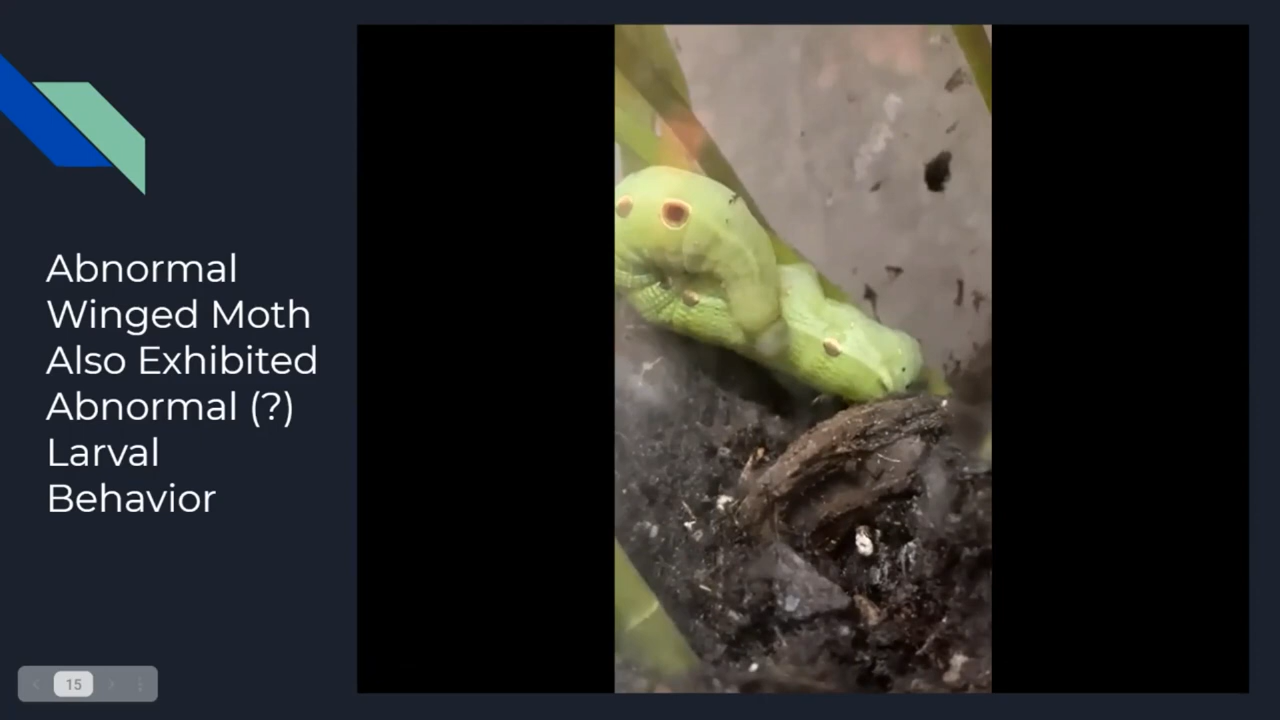 Abnormal
Winged Moth
Also Exhibited
Abnormal (?)
Larval
Behavior
15